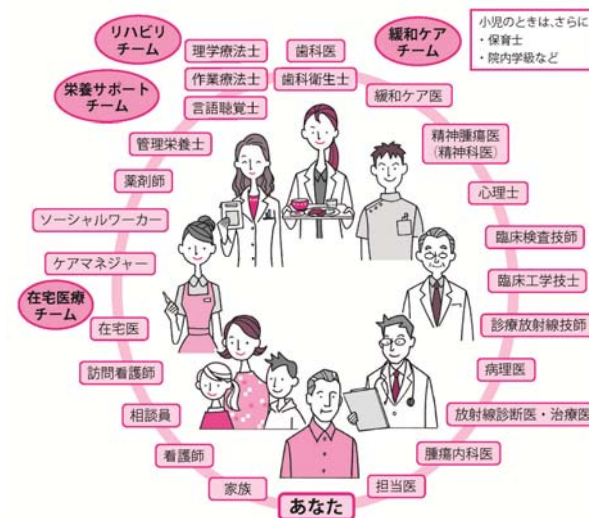 リハビリ
チーム
理学療法士
歯科医
緩和ケア
チーム
小児のときは、さらに
・保育士
・院内学級など
栄養サポート
チーム
作業療法士
歯科衛生士
言語聴覚士
緩和ケア医
管理栄養士
精神腫瘍医
(精神科医)
薬剤師
心理士
ソーシャルワーカー
臨床検査技師
ケアマネジャー
臨床工学技士
在宅医療
チーム
在宅医
診療放射線技師
訪問看護師
病理医
相談員
放射線診断医・治療医
看護師
腫瘍内科医
家族
あなた
担当医